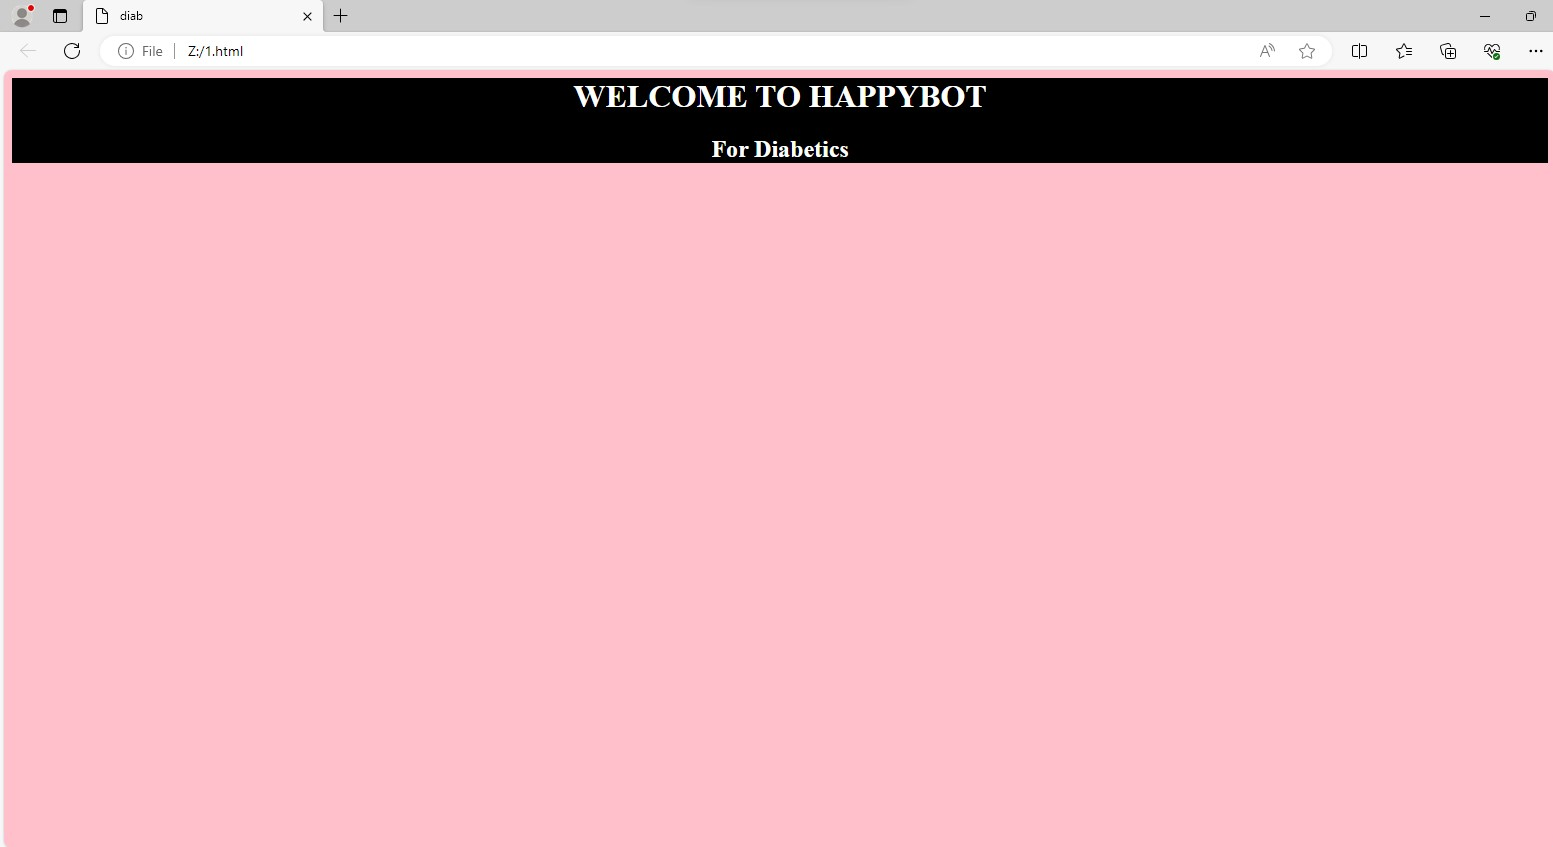 diab
File Z:/1.html
WELCOME TO HAPPYBOT
For Diabetics